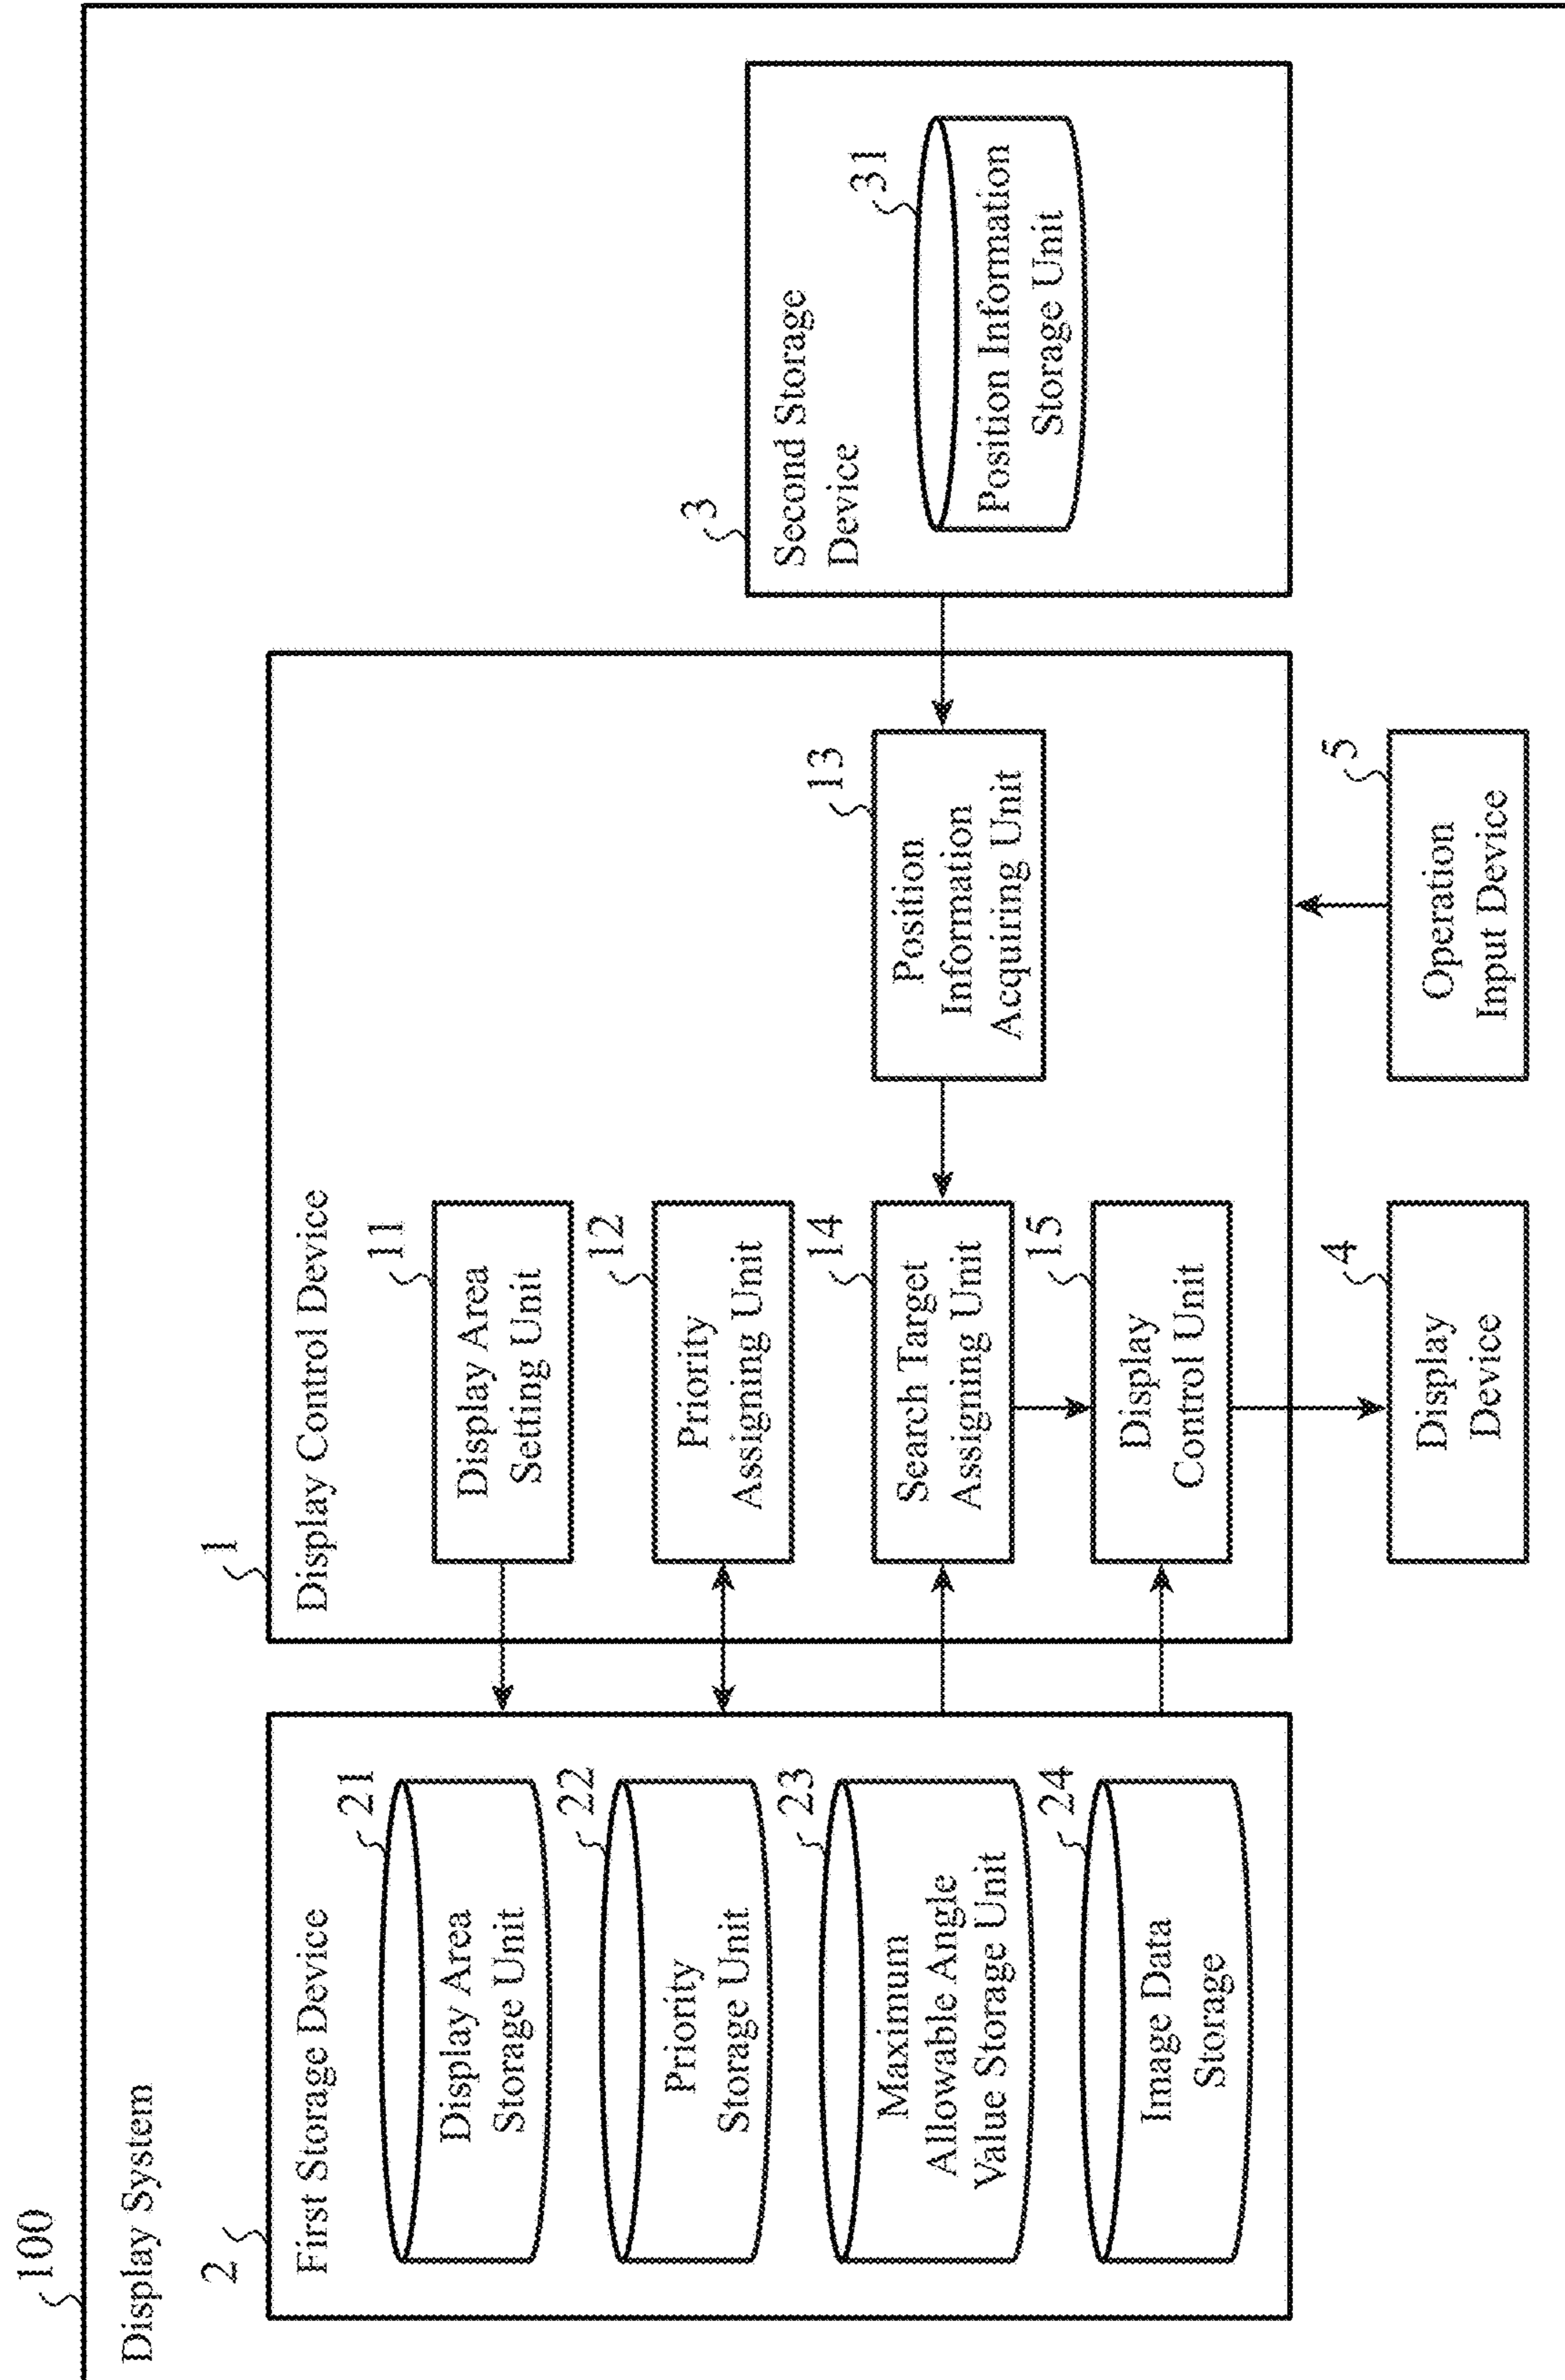 100
Display System
2
First Storage Device
21
Display Area
Storage Unit
22
Priority
Storage Unit
23
Maximum
Allowable Angle
Value Storage Unit
24
Image Data
Storage
1
Display Control Device
11
Display Area
Setting Unit
12
Priority
Assigning Unit
14
Search Target
Assigning Unit
15
Display
Control Unit
13
Position
Information
Acquiring Unit
3
Second Storage
Device
31
Position Information
Storage Unit
4
Display
Device
5
Operation
Input Device